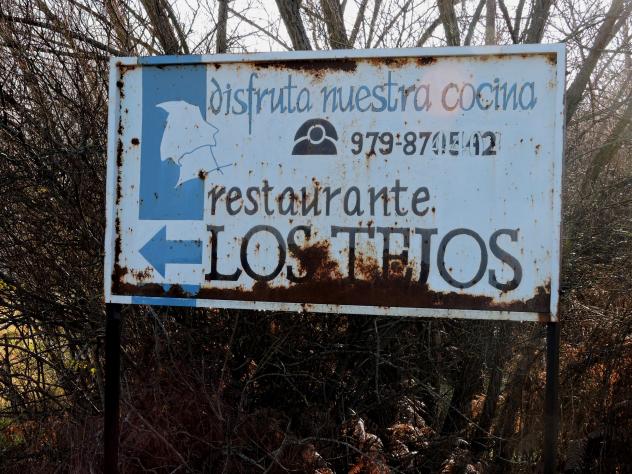 disfruta nuestra cocina
restaurante
LOS TEJOS